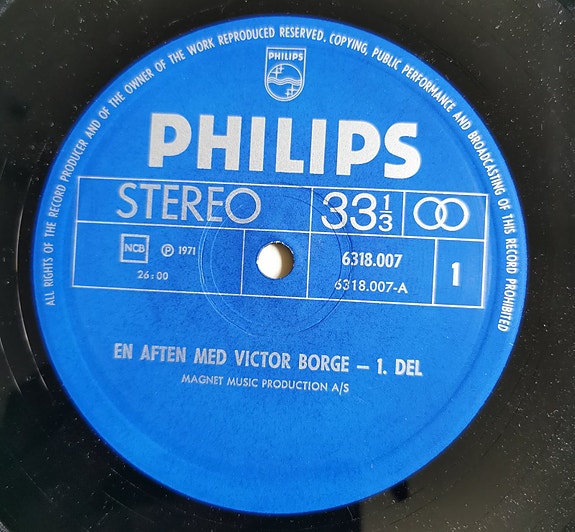 ALL RIGHTS OF THE RECORD PRODUCER AND OF THE OWNER OF THE WORK REPRODUCED RESERVED. COPYING, PUBLIC PERFORMANCE AND BROADCASTING OF THIS RECORD PROHIBITED
PHILIPS
PHILIPS
STEREO 33⅓
NCB ℗ 1971
26:00
6318.007
6318.007-A
1
EN AFTEN MED VICTOR BORGE – 1. DEL
MAGNET MUSIC PRODUCTION A/S